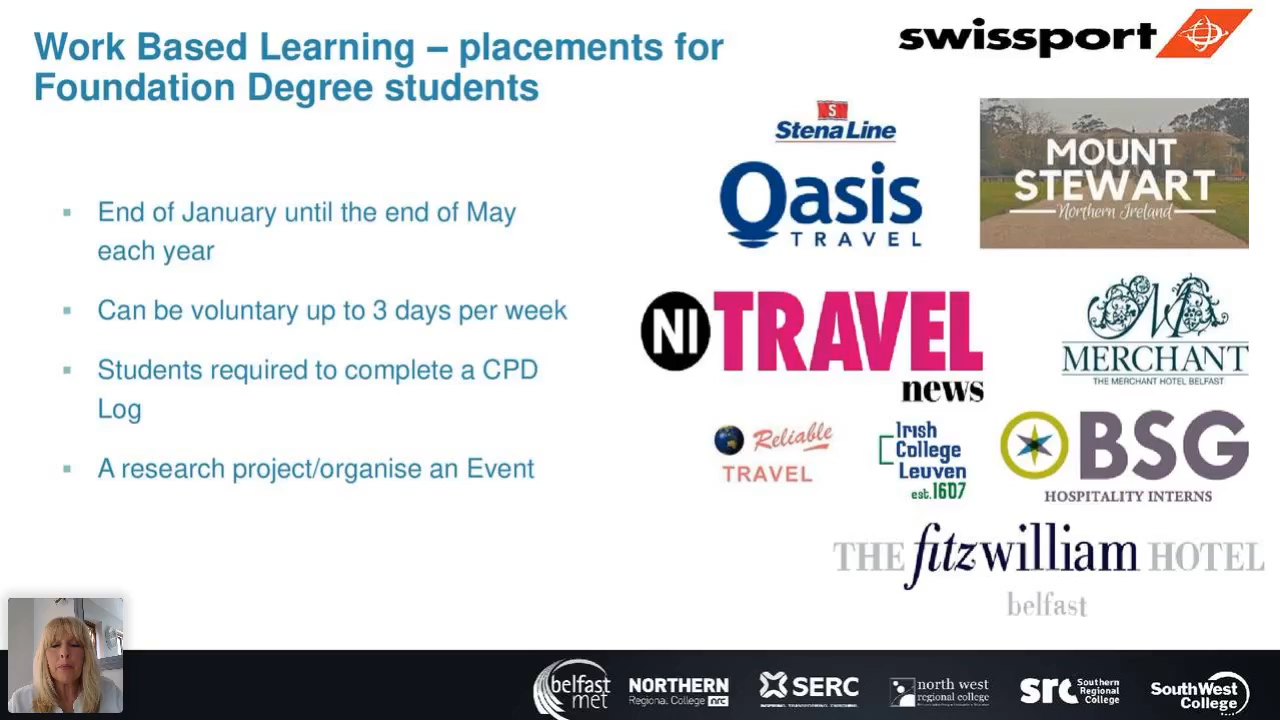 Work Based Learning – placements for
Foundation Degree students
swissport
S
Stena Line
Oasis
TRAVEL
MOUNT
STEWART
Northern Ireland
▪ End of January until the end of May
each year
▪ Can be voluntary up to 3 days per week
▪ Students required to complete a CPD
Log
▪ A research project/organise an Event
NI TRAVEL
news
M
MERCHANT
THE MERCHANT HOTEL BELFAST
Reliable
TRAVEL
Irish
College
Leuven
est.1607
BSG
HOSPITALITY INTERNS
THE fitzwilliam HOTEL
belfast
belfast
met
NORTHERN
Regional College nrc
SERC
north west
regional college
src Southern
Regional
College
SouthWest
College